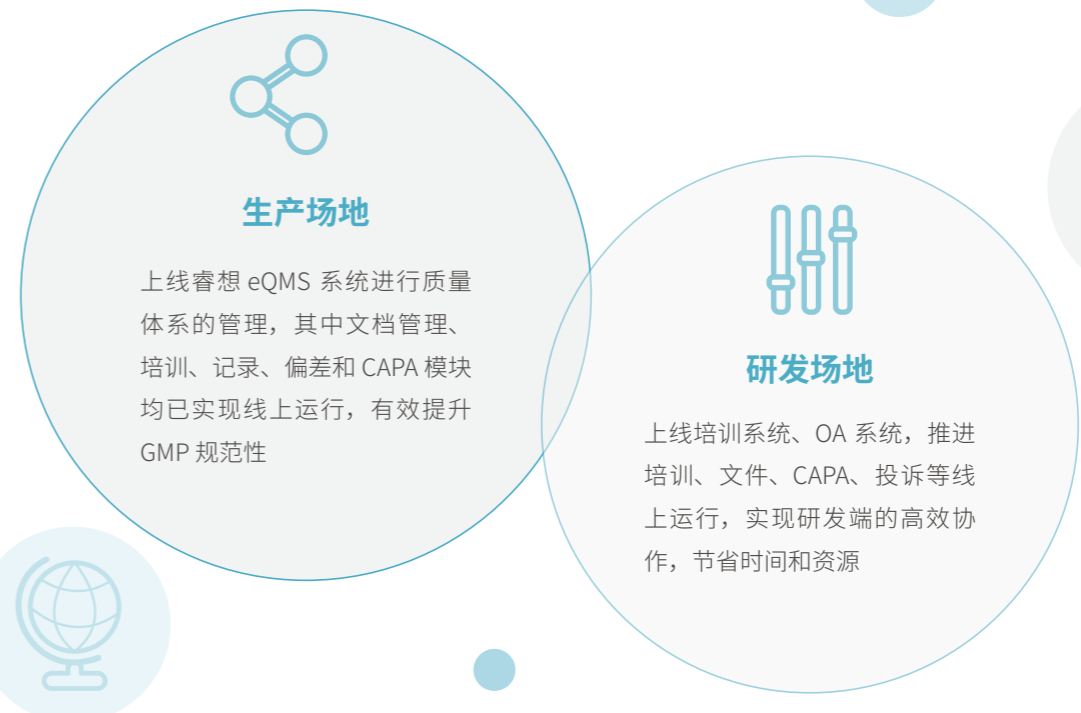 生产场地
上线睿想 eQMS 系统进行质量
体系的管理，其中文档管理、
培训、记录、偏差和 CAPA 模块
均已实现线上运行，有效提升
GMP 规范性
研发场地
上线培训系统、OA 系统，推进
培训、文件、CAPA、投诉等线
上运行，实现研发端的高效协
作，节省时间和资源